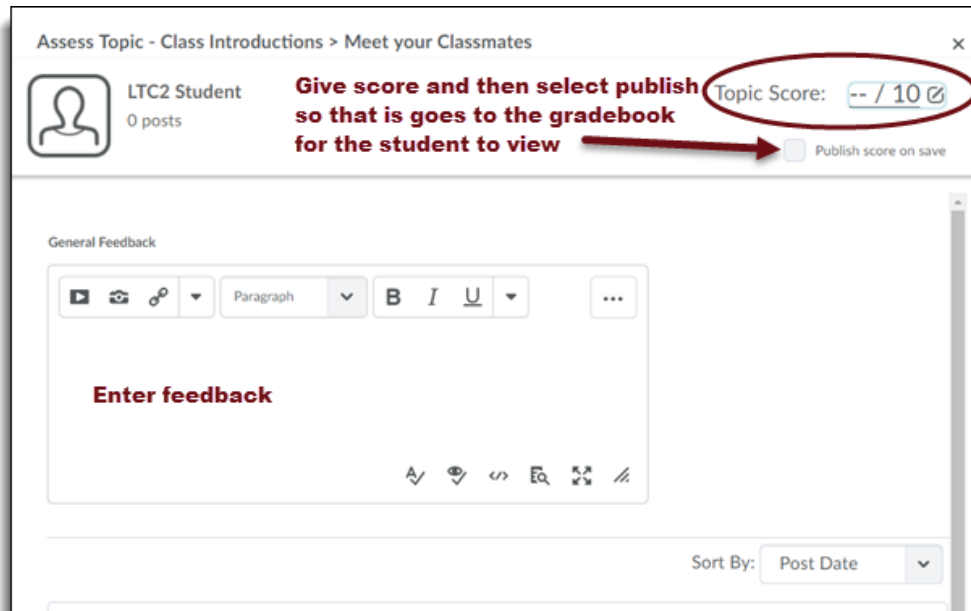 Assess Topic - Class Introductions > Meet your Classmates
LTC2 Student
0 posts
Give score and then select publish
so that is goes to the gradebook
for the student to view
Topic Score: -- / 10
Publish score on save
General Feedback
Paragraph
B I U
Enter feedback
Sort By: Post Date